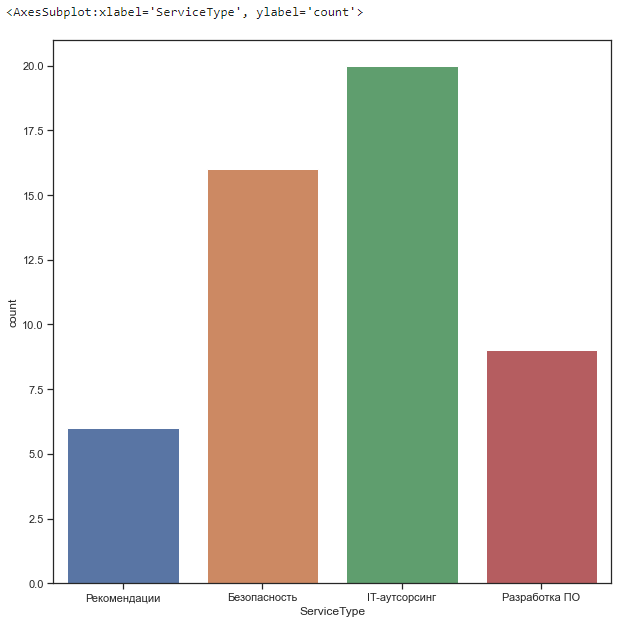 <AxesSubplot:xlabel='ServiceType', ylabel='count'>
20.0
17.5
15.0
12.5
10.0
7.5
5.0
2.5
0.0
count
Рекомендации Безопасность IT-аутсорсинг Разработка ПО
ServiceType